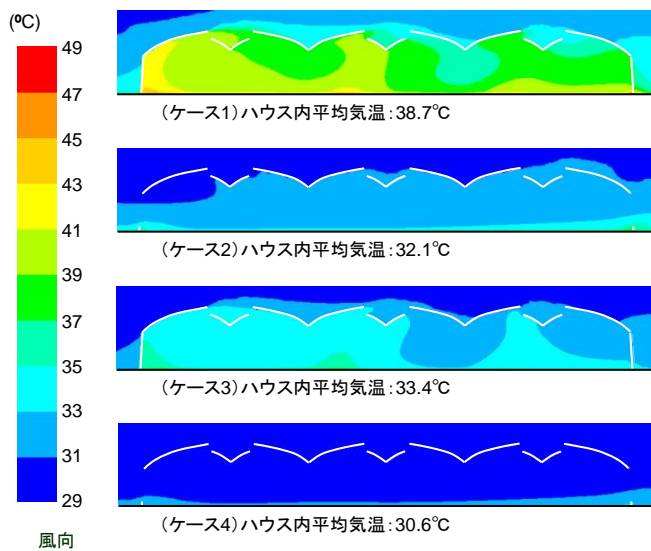 (℃)
49
47
45
43
41
39
37
35
33
31
29
風向
(ケース1)ハウス内平均気温:38.7℃
(ケース2)ハウス内平均気温:32.1℃
(ケース3)ハウス内平均気温:33.4℃
(ケース4)ハウス内平均気温:30.6℃